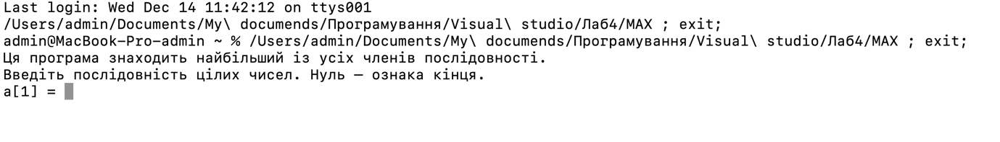 Last login: Wed Dec 14 11:42:12 on ttys001
/Users/admin/Documents/My\ documends/Програмування/Visual\ studio/Лаб4/MAX ; exit;
admin@MacBook-Pro-admin ~ % /Users/admin/Documents/My\ documends/Програмування/Visual\ studio/Лаб4/MAX ; exit;
Ця програма знаходить найбільший із усіх членів послідовності.
Введіть послідовність цілих чисел. Нуль – ознака кінця.
a[1] =